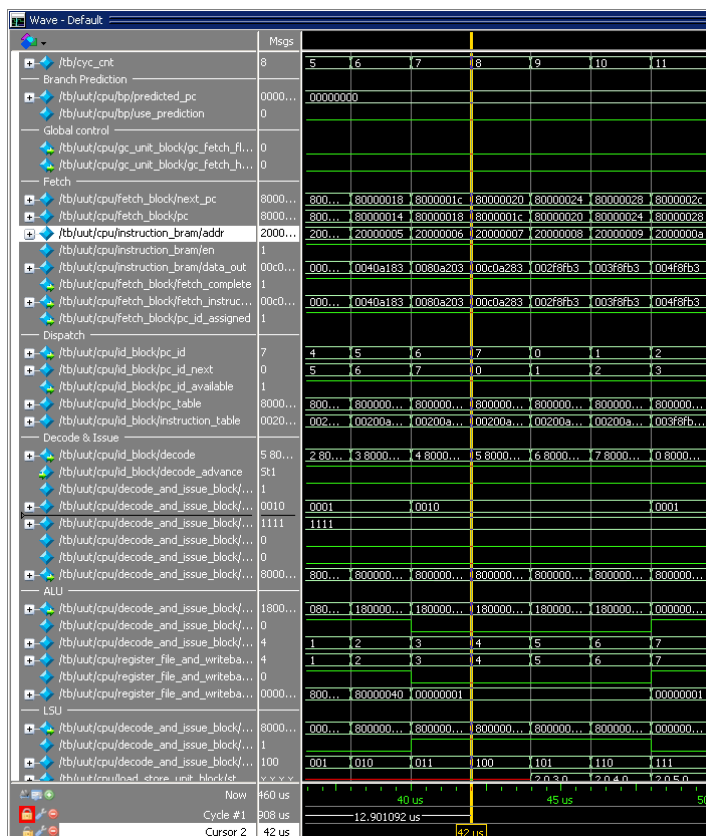 Wave - Default
Msgs
/tb/cyc_cnt 8 5 6 7 8 9 10 11
Branch Prediction
/tb/uut/cpu/bp/predicted_pc 0000... 00000000
/tb/uut/cpu/bp/use_prediction 0
Global control
/tb/uut/cpu/gc_unit_block/gc_fetch_fl... 0
/tb/uut/cpu/gc_unit_block/gc_fetch_h... 0
Fetch
/tb/uut/cpu/fetch_block/next_pc 8000... 800... 80000018 8000001c 80000020 80000024 80000028 8000002c
/tb/uut/cpu/fetch_block/pc 8000... 800... 80000014 80000018 8000001c 80000020 80000024 80000028
/tb/uut/cpu/instruction_bram/addr 2000... 200... 20000005 20000006 20000007 20000008 20000009 2000000a
/tb/uut/cpu/instruction_bram/en 1
/tb/uut/cpu/instruction_bram/data_out 00c0... 000... 0040a183 0080a203 00c0a283 002f8fb3 003f8fb3 004f8fb3
/tb/uut/cpu/fetch_block/fetch_complete 1
/tb/uut/cpu/fetch_block/fetch_instruc... 00c0... 000... 0040a183 0080a203 00c0a283 002f8fb3 003f8fb3 004f8fb3
/tb/uut/cpu/fetch_block/pc_id_assigned 1
Dispatch
/tb/uut/cpu/id_block/pc_id 7 4 5 6 7 0 1 2
/tb/uut/cpu/id_block/pc_id_next 0 5 6 7 0 1 2 3
/tb/uut/cpu/id_block/pc_id_available 1
/tb/uut/cpu/id_block/pc_table 8000... 800... 800000... 800000... 800000... 800000... 800000... 800000...
/tb/uut/cpu/id_block/instruction_table 0020... 002... 00200a... 00200a... 00200a... 00200a... 00200a... 003f8fb...
Decode & Issue
/tb/uut/cpu/id_block/decode 5 80... 2 80... 3 8000... 4 8000... 5 8000... 6 8000... 7 8000... 0 8000...
/tb/uut/cpu/id_block/decode_advance St1
/tb/uut/cpu/decode_and_issue_block/... 1
/tb/uut/cpu/decode_and_issue_block/... 0010 0001 0010 0001
/tb/uut/cpu/decode_and_issue_block/... 1111 1111
/tb/uut/cpu/decode_and_issue_block/... 0
/tb/uut/cpu/decode_and_issue_block/... 0
/tb/uut/cpu/decode_and_issue_block/... 8000... 800... 800000... 800000... 800000... 800000... 800000... 800000...
ALU
/tb/uut/cpu/decode_and_issue_block/... 1800... 080... 180000... 180000... 180000... 180000... 180000... 000000...
/tb/uut/cpu/decode_and_issue_block/... 0
/tb/uut/cpu/decode_and_issue_block/... 4 1 2 3 4 5 6 7
/tb/uut/cpu/register_file_and_writeba... 4 1 2 3 4 5 6 7
/tb/uut/cpu/register_file_and_writeba... 0
/tb/uut/cpu/register_file_and_writeba... 0000... 800... 80000040 00000001 00000001
LSU
/tb/uut/cpu/decode_and_issue_block/... 8000... 000... 800000... 800000... 800000... 800000... 800000... 000000...
/tb/uut/cpu/decode_and_issue_block/... 1
/tb/uut/cpu/decode_and_issue_block/... 100 001 010 011 100 101 110 111
Now 460 us 40 us 45 us
Cycle #1 908 us 12.901092 us
Cursor 2 42 us 42 us